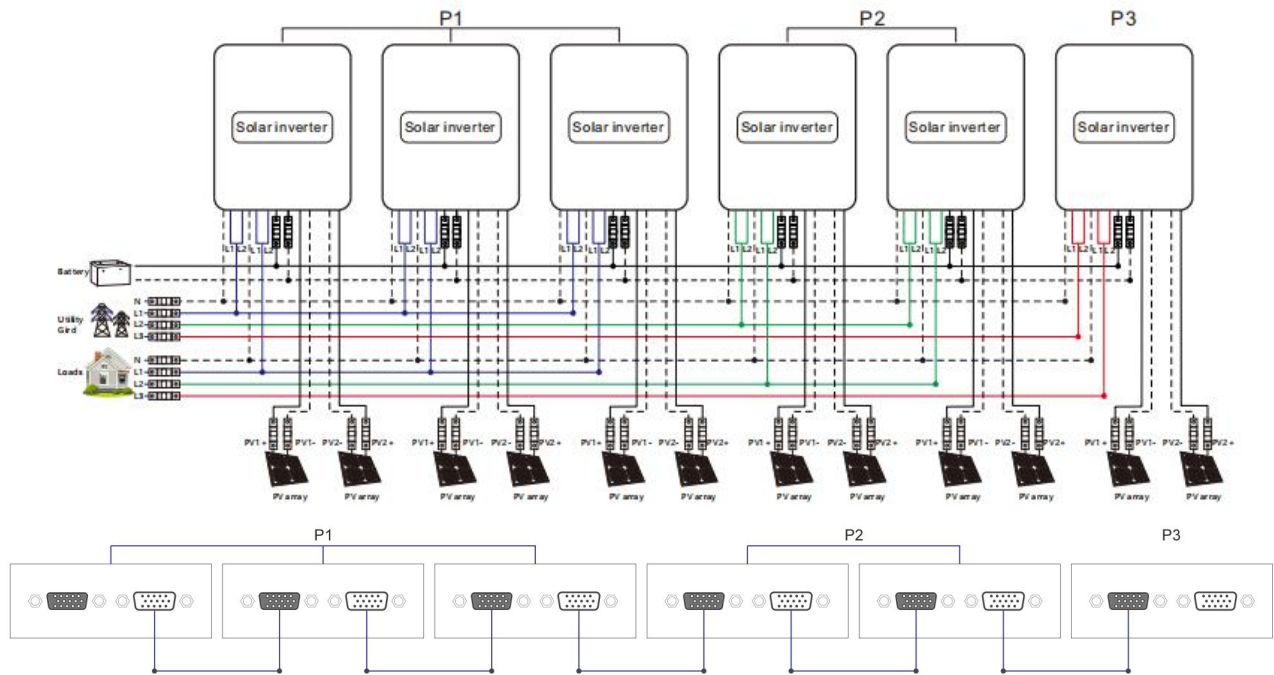 P1 P2 P3
Solar inverter Solar inverter Solar inverter Solar inverter Solar inverter Solar inverter
L1 L2 L1 L2 L1 L2 L1 L2 L1 L2 L1 L2 L1 L2 L1 L2 L1 L2 L1 L2 L1 L2 L1 L2
Battery
N
Utility L1
Gird L2
L3
N
Loads L1
L2
L3
PV1+ PV1- PV2- PV2+ PV1+ PV1- PV2- PV2+ PV1+ PV1- PV2- PV2+ PV1+ PV1- PV2- PV2+ PV1+ PV1- PV2- PV2+ PV1+ PV1- PV2- PV2+
PV array PV array PV array PV array PV array PV array PV array PV array PV array PV array PV array PV array
P1 P2 P3